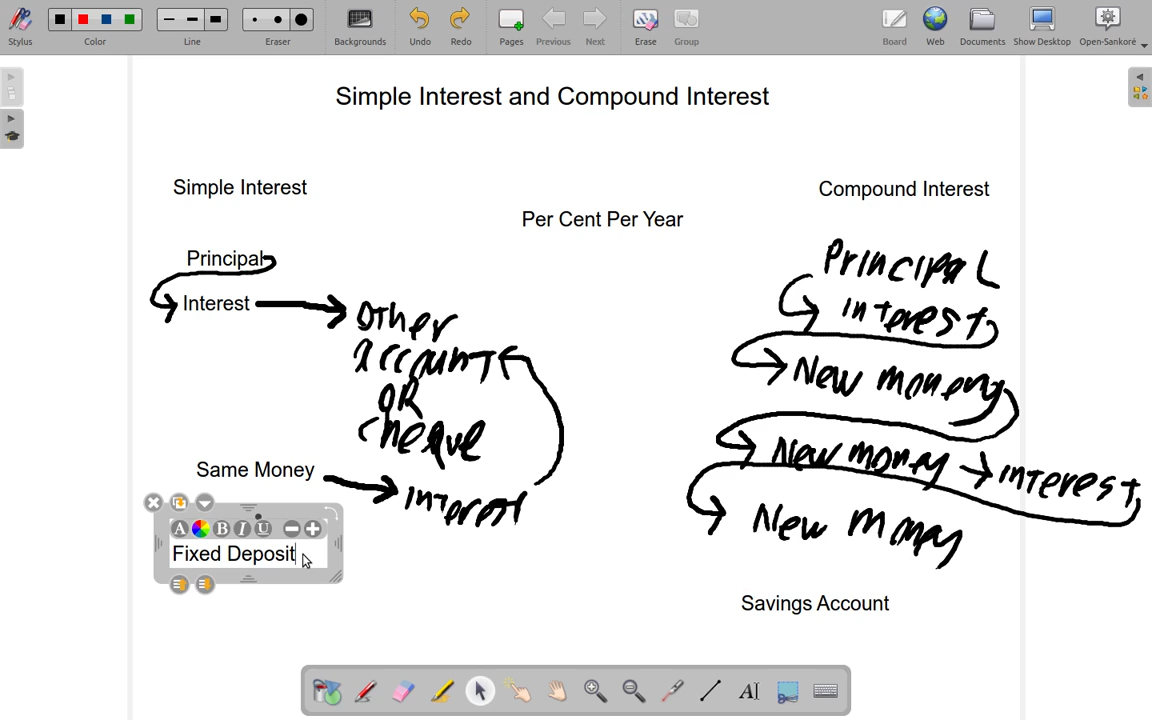 Stylus
Color
Line
Eraser
Backgrounds
Undo
Redo
Pages
Previous
Next
Erase
Group
Board
Web
Documents
Show Desktop
Open-Sankoré
Simple Interest and Compound Interest
Simple Interest
Per Cent Per Year
Compound Interest
Principal
Interest
Other
Account
OR
cheque
Same Money
Interest
Fixed Deposit
Principal
interest
New money
New money → interest
New Money
Savings Account